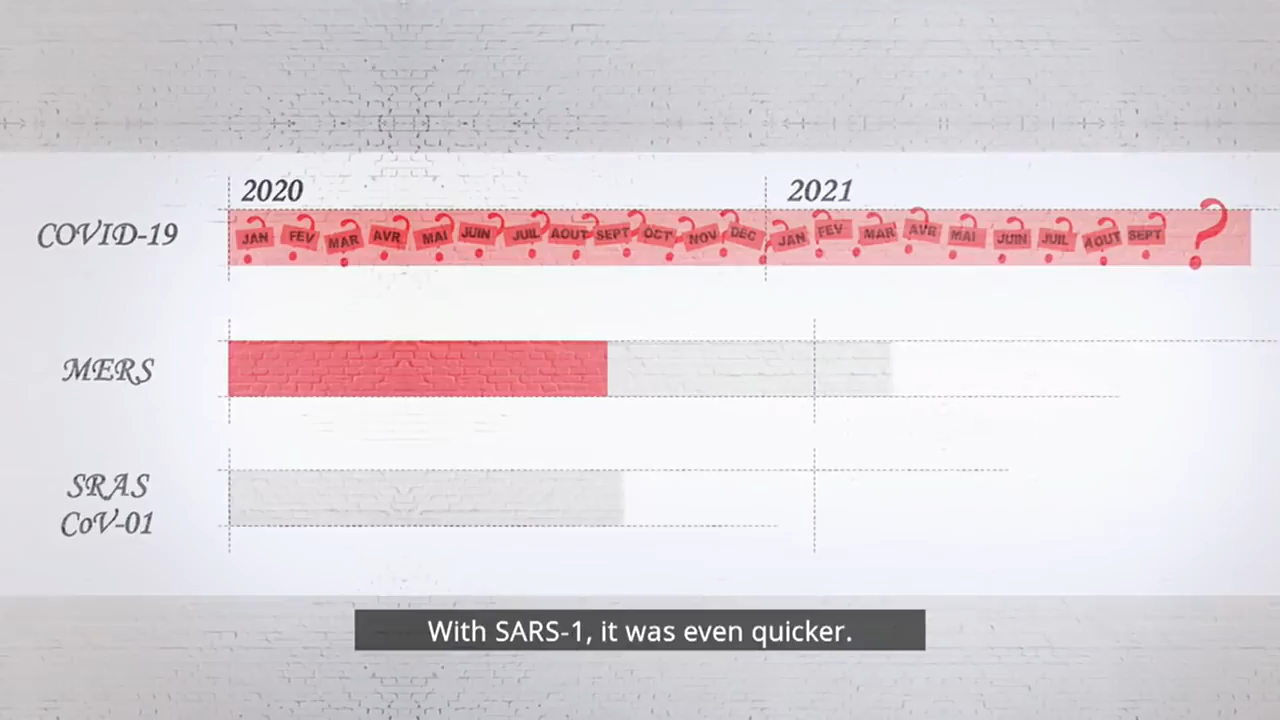 2020 2021
COVID-19
JAN FEV MAR AVR MAI JUIN JUIL AOUT SEPT OCT NOV DEC JAN FEV MAR AVR MAI JUIN JUIL AOUT SEPT ?
MERS
SRAS
CoV-01
With SARS-1, it was even quicker.